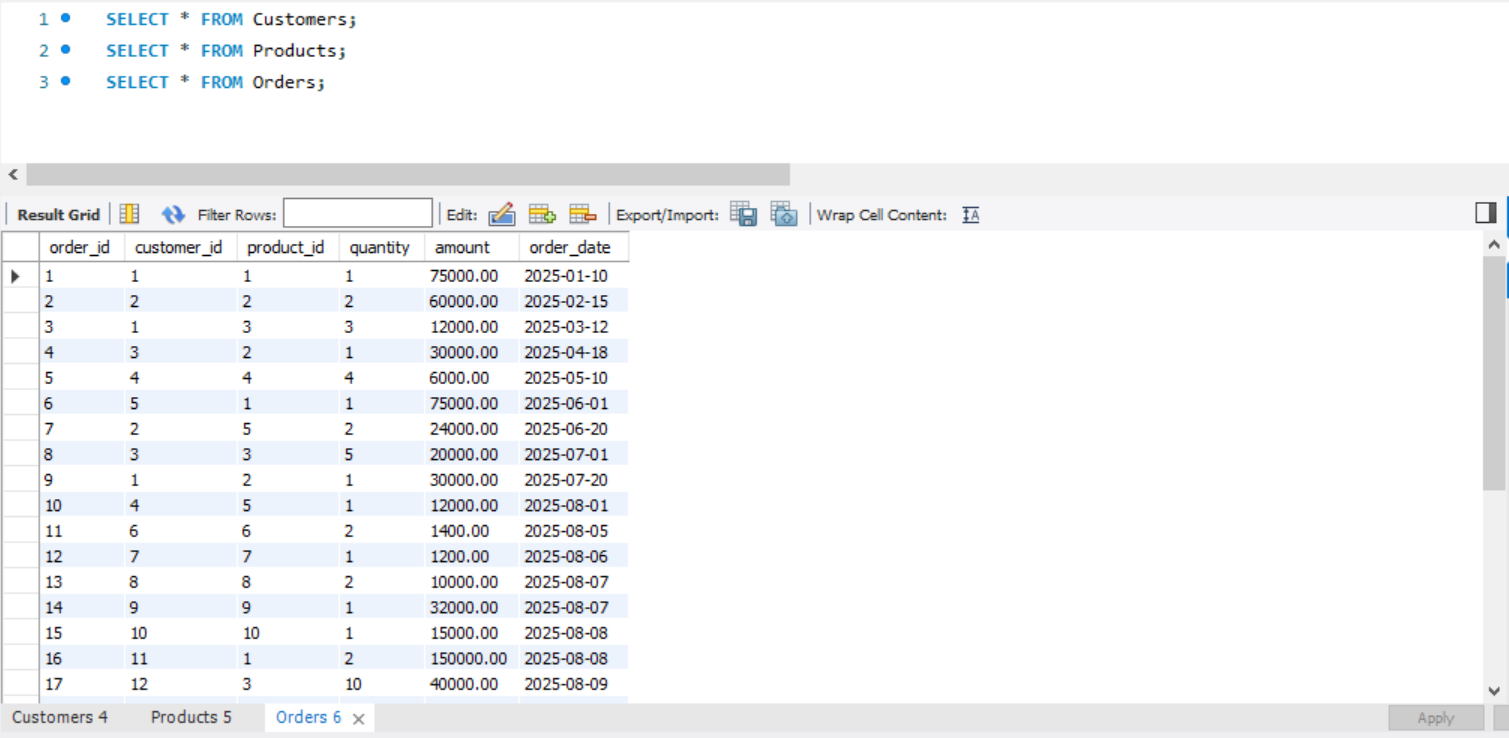 1 SELECT * FROM Customers;
2 SELECT * FROM Products;
3 SELECT * FROM Orders;
Result Grid Filter Rows: Edit: Export/Import: Wrap Cell Content: IA
order_id customer_id product_id quantity amount order_date
1 1 1 1 75000.00 2025-01-10
2 2 2 2 60000.00 2025-02-15
3 1 3 3 12000.00 2025-03-12
4 3 2 1 30000.00 2025-04-18
5 4 4 4 6000.00 2025-05-10
6 5 1 1 75000.00 2025-06-01
7 2 5 2 24000.00 2025-06-20
8 3 3 5 20000.00 2025-07-01
9 1 2 1 30000.00 2025-07-20
10 4 5 1 12000.00 2025-08-01
11 6 6 2 1400.00 2025-08-05
12 7 7 1 1200.00 2025-08-06
13 8 8 2 10000.00 2025-08-07
14 9 9 1 32000.00 2025-08-07
15 10 10 1 15000.00 2025-08-08
16 11 1 2 150000.00 2025-08-08
17 12 3 10 40000.00 2025-08-09
Customers 4 Products 5 Orders 6 Apply